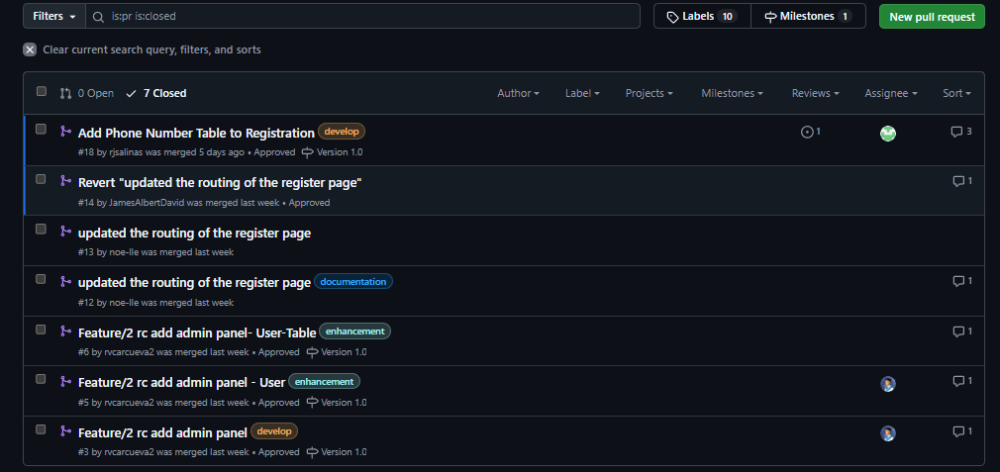 Filters is:pr is:closed Labels 10 Milestones 1 New pull request
Clear current search query, filters, and sorts
0 Open 7 Closed Author Label Projects Milestones Reviews Assignee Sort
Add Phone Number Table to Registration develop 1 3
#18 by rjsalinas was merged 5 days ago • Approved Version 1.0
Revert "updated the routing of the register page" 1
#14 by JamesAlbertDavid was merged last week • Approved
updated the routing of the register page
#13 by noe-lle was merged last week
updated the routing of the register page documentation 1
#12 by noe-lle was merged last week
Feature/2 rc add admin panel- User-Table enhancement 1
#6 by rvcarcueva2 was merged last week • Approved Version 1.0
Feature/2 rc add admin panel - User enhancement 1
#5 by rvcarcueva2 was merged last week • Approved Version 1.0
Feature/2 rc add admin panel develop 1
#3 by rvcarcueva2 was merged last week • Approved Version 1.0